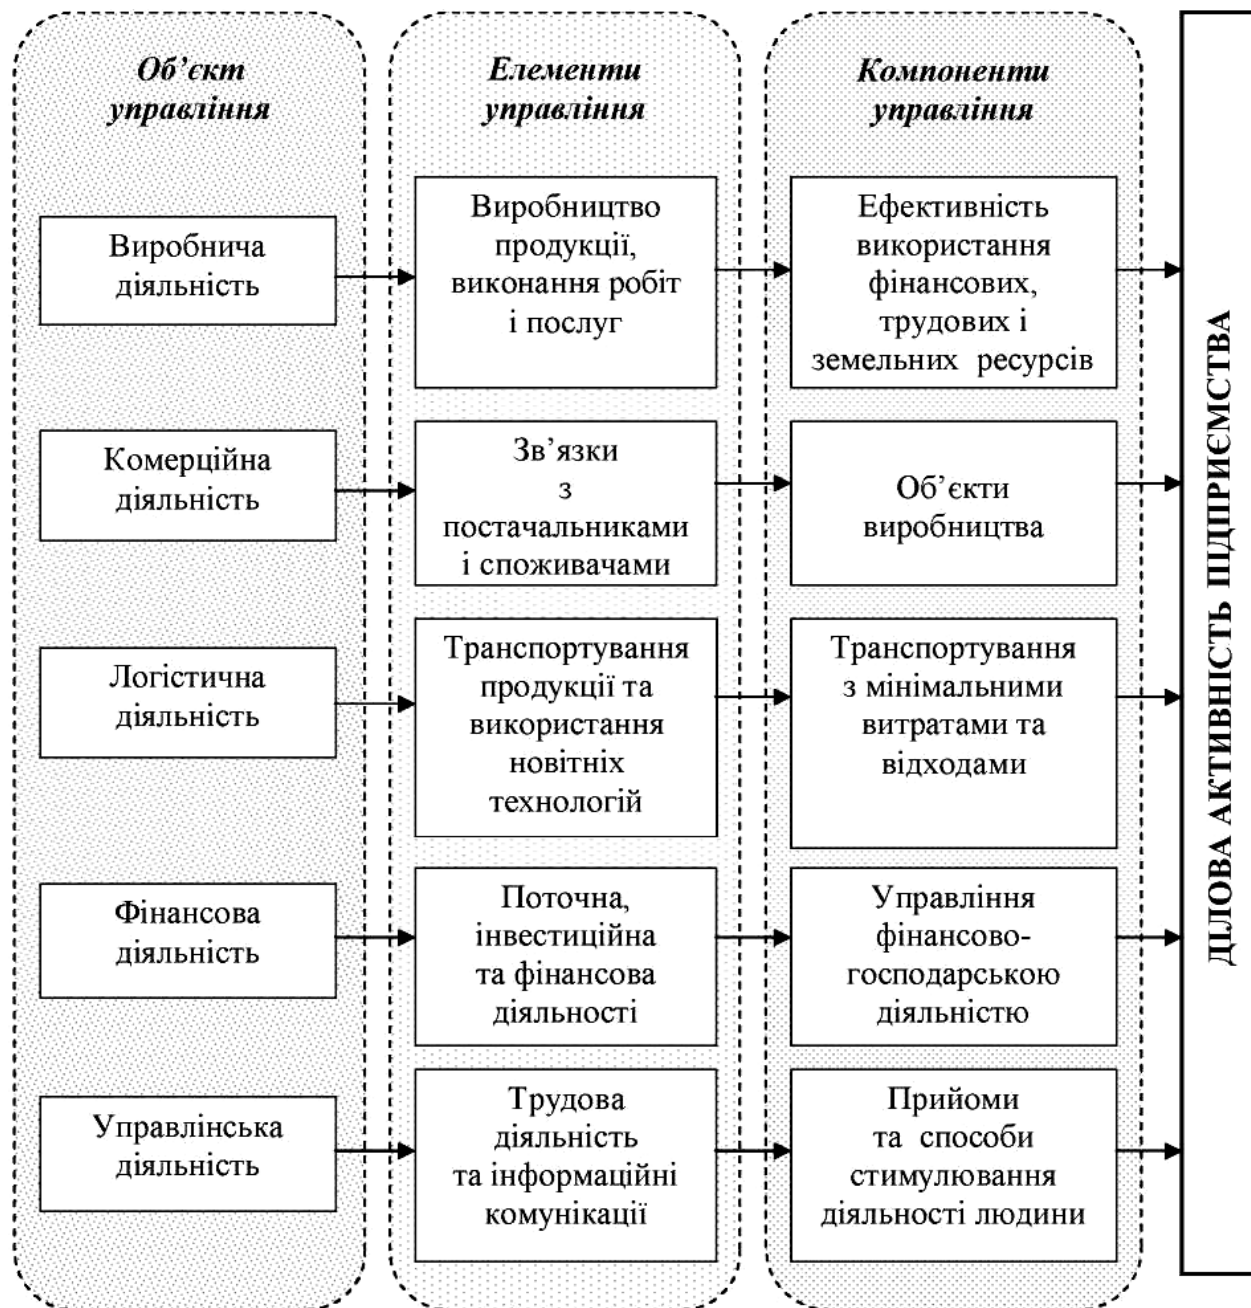 Об’єкт
управління
Елементи
управління
Компоненти
управління
Виробнича
діяльність
Виробництво
продукції,
виконання робіт
і послуг
Ефективність
використання
фінансових,
трудових і
земельних ресурсів
Комерційна
діяльність
Зв’язки
з
постачальниками
і споживачами
Об’єкти
виробництва
Логістична
діяльність
Транспортування
продукції та
використання
новітніх
технологій
Транспортування
з мінімальними
витратами та
відходами
Фінансова
діяльність
Поточна,
інвестиційна
та фінансова
діяльності
Управління
фінансово-
господарською
діяльністю
Управлінська
діяльність
Трудова
діяльність
та інформаційні
комунікації
Прийоми
та способи
стимулювання
діяльності людини
ДІЛОВА АКТИВНІСТЬ ПІДПРИЄМСТВА